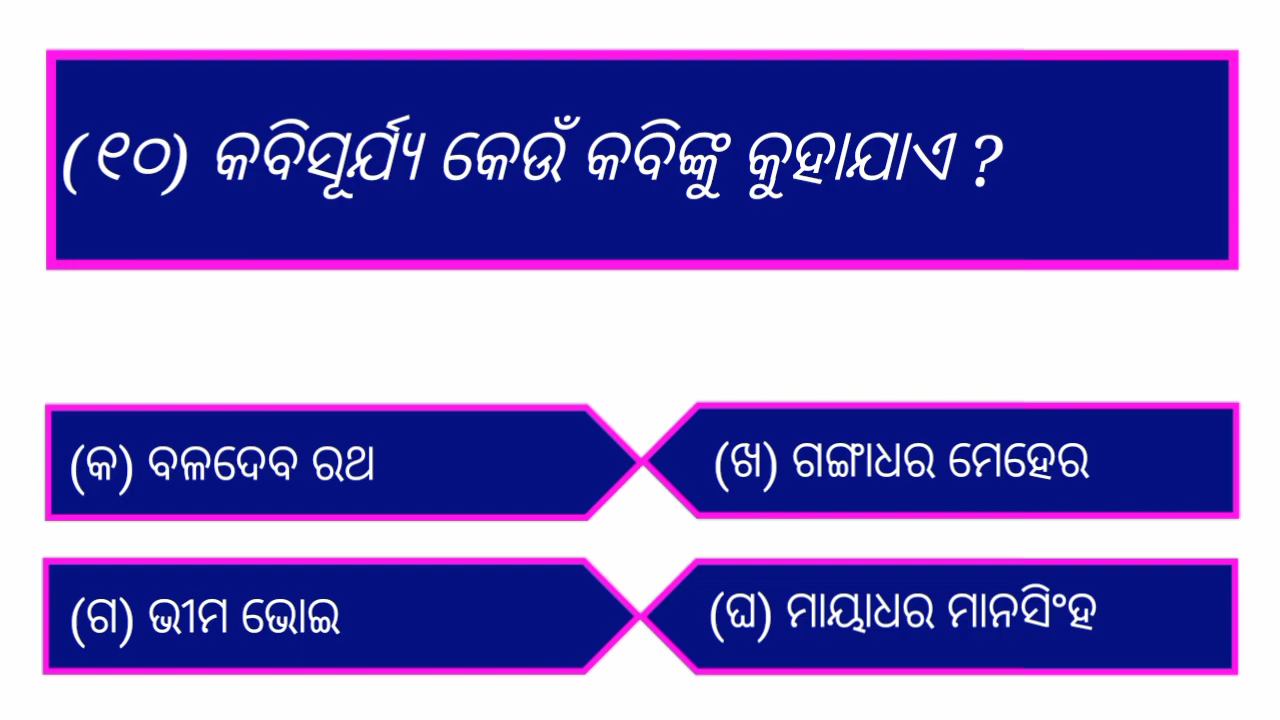 (୧୦) କବିସୂର୍ଯ୍ୟ କେଉଁ କବିଙ୍କୁ କୁହାଯାଏ ?
(କ) ବଳଦେବ ରଥ
(ଖ) ଗଙ୍ଗାଧର ମେହେର
(ଗ) ଭୀମ ଭୋଇ
(ଘ) ମାୟାଧର ମାନସିଂହ